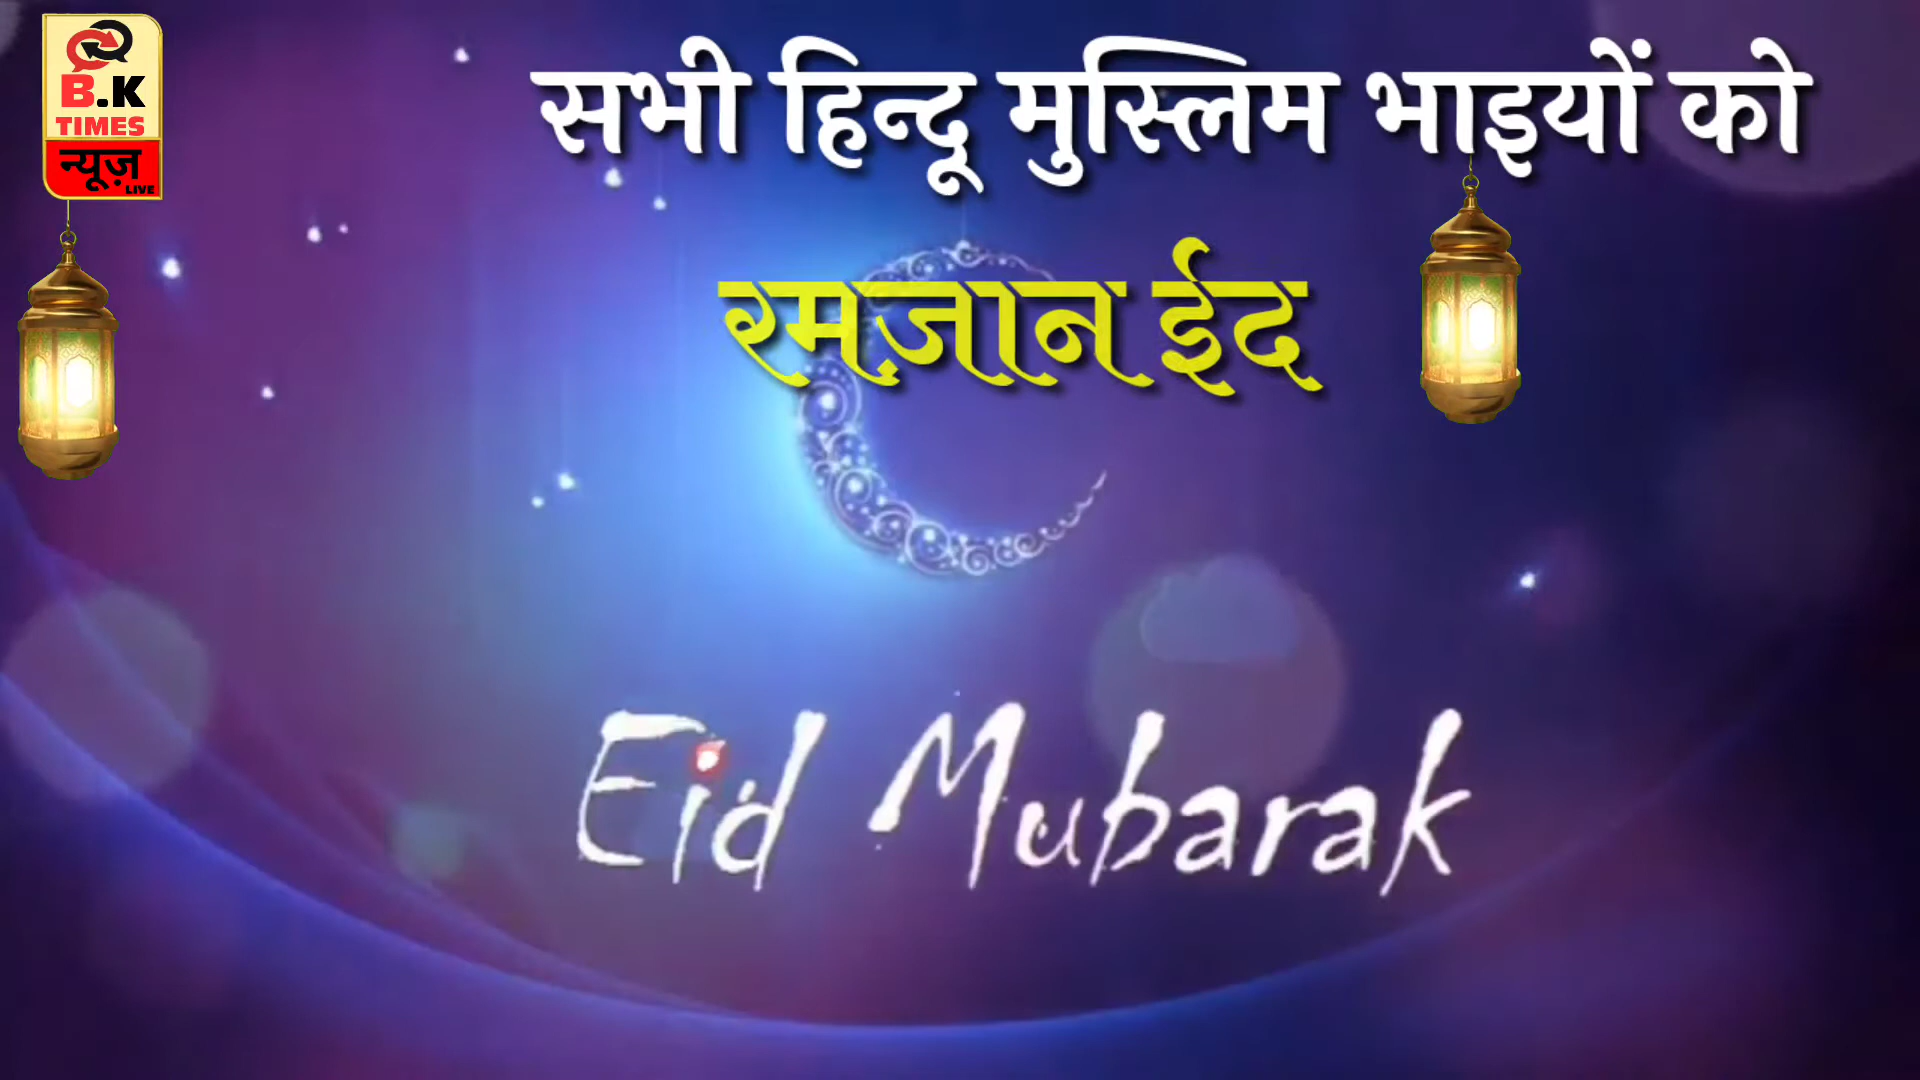 B.K
TIMES
न्यूज़
LIVE
सभी हिन्दू मुस्लिम भाइयों को
रमजान ईद
Eid Mubarak